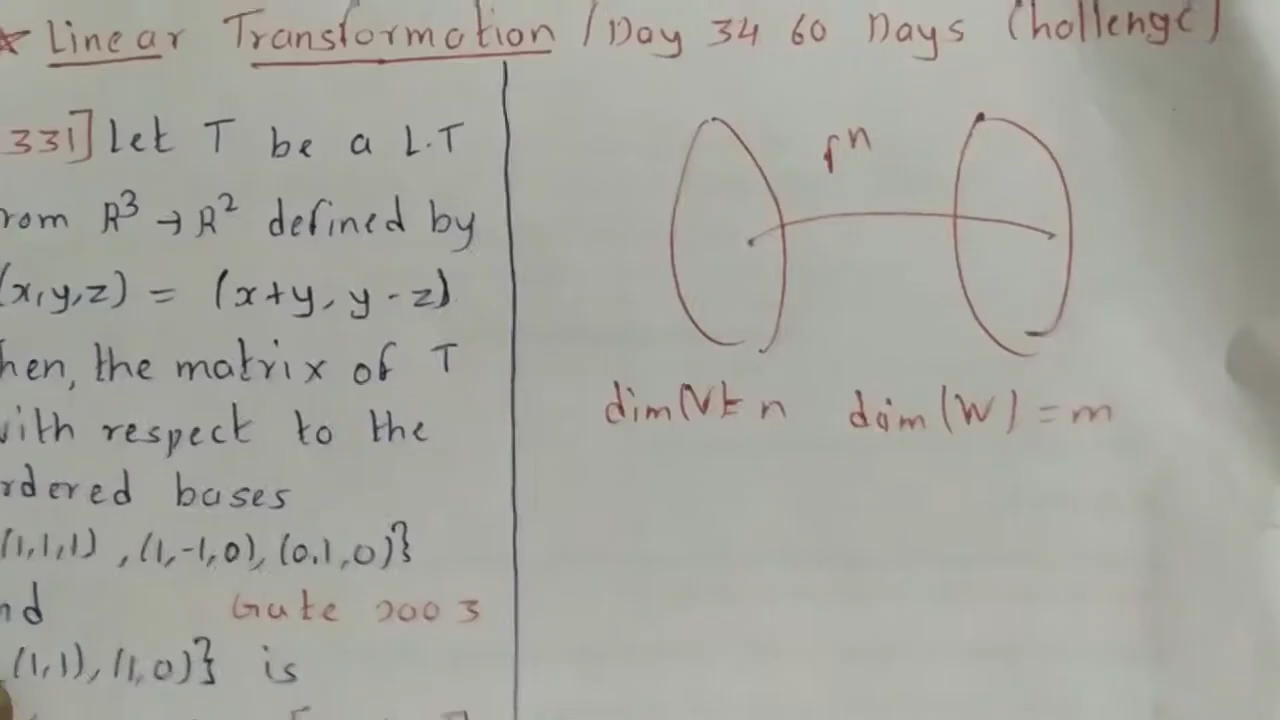 * Linear Transformation / Day 34 60 Days Challenge)
331] Let T be a L.T
rom R³ → R² defined by
(x,y,z) = (x+y, y-z)
hen, the matrix of T
with respect to the
rdered bases
(1,1,1), (1,-1,0), (0,1,0)}
nd Gate 2003
(1,1), (1,0)} is
fⁿ
dim(V)= n dim(W) = m